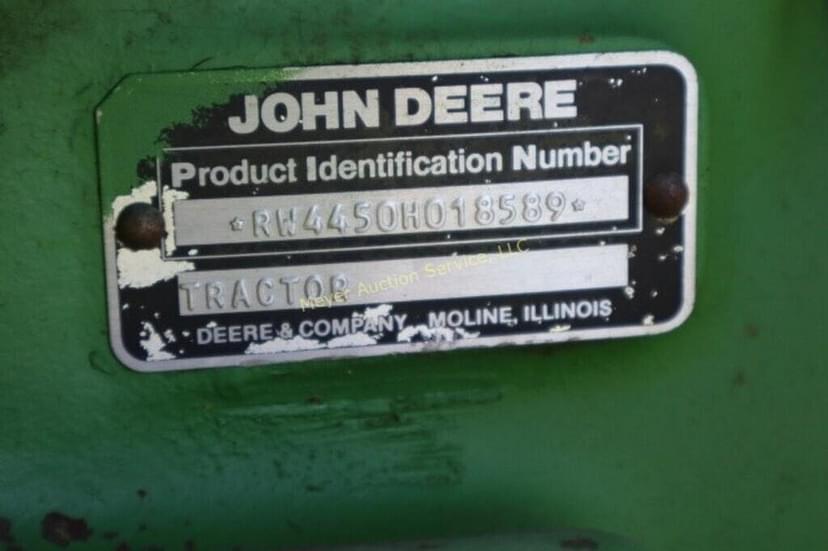 JOHN DEERE
Product Identification Number
*RW4450H018589*
TRACTOR
Meyer Auction Service, LLC
DEERE & COMPANY MOLINE, ILLINOIS